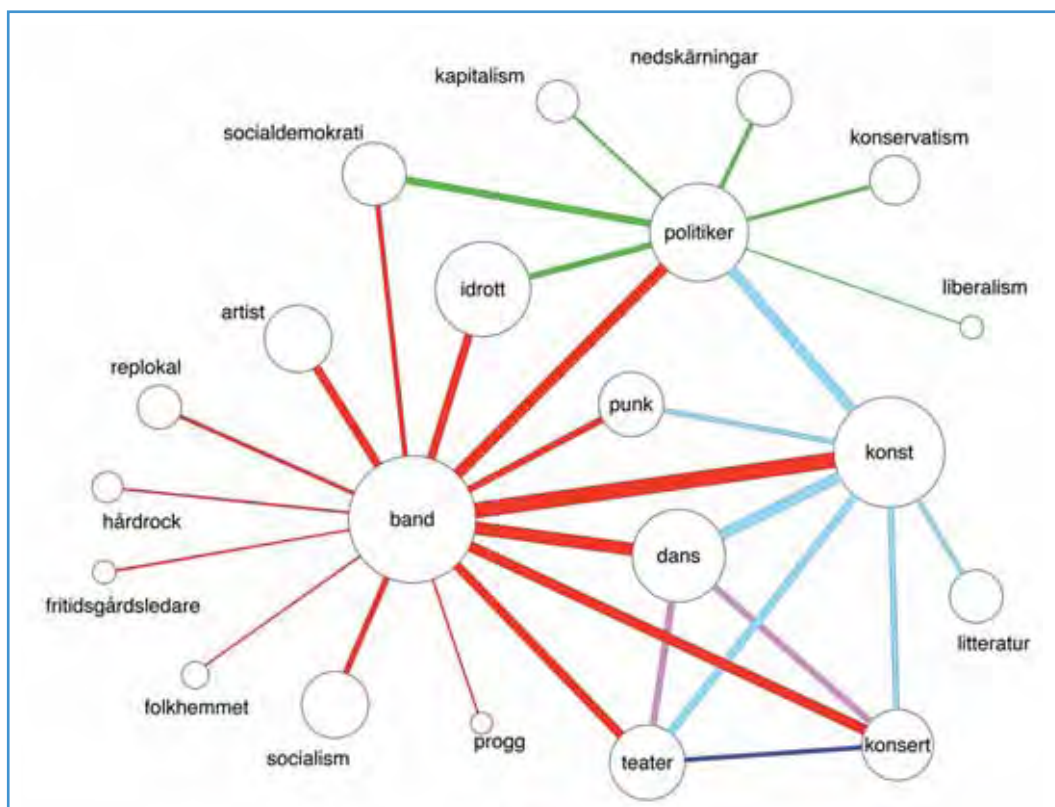 nedskärningar
kapitalism
socialdemokrati
konservatism
politiker
idrott
liberalism
artist
replokal
punk
konst
hårdrock
band
dans
fritidsgårdsledare
litteratur
folkhemmet
progg
konsert
socialism
teater